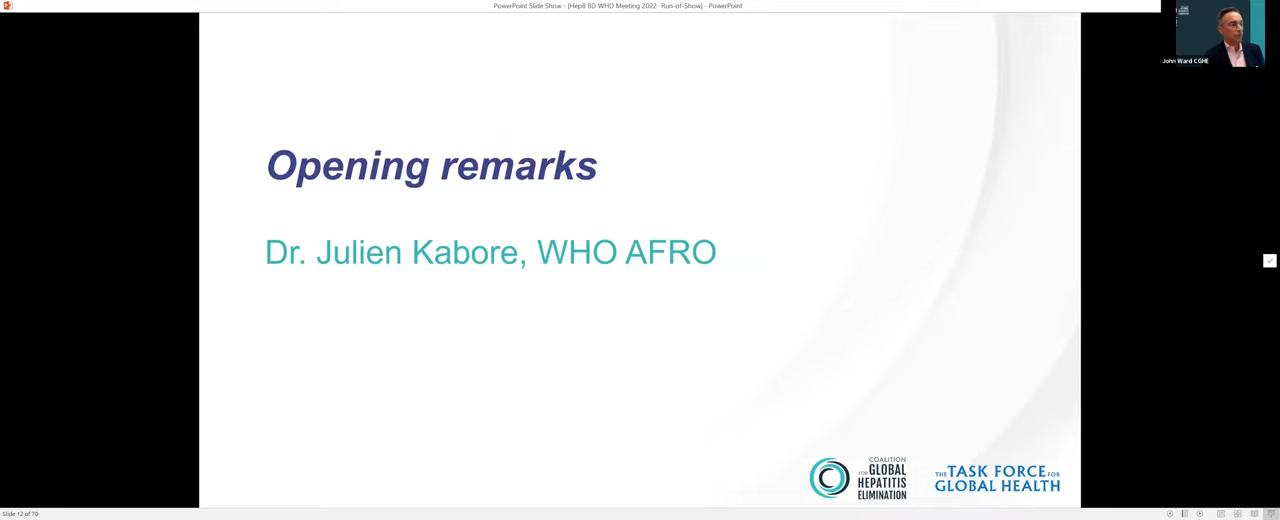 PowerPoint Slide Show - [HepB BD WHD Meeting 2022- Run-of-Show] - PowerPoint
John Ward CGHE
Opening remarks
Dr. Julien Kabore, WHO AFRO
COALITION
FOR GLOBAL
HEPATITIS
ELIMINATION
THE TASK FORCE FOR
GLOBAL HEALTH
Slide 12 of 70